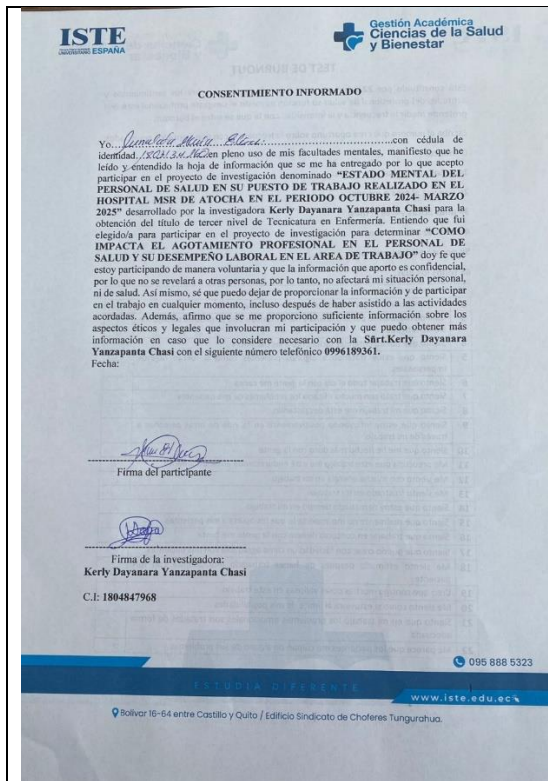 ISTE
ESPAÑA
Gestión Académica
Ciencias de la Salud
y Bienestar
CONSENTIMIENTO INFORMADO
Yo con cédula de
identidad en pleno uso de mis facultades mentales, manifiesto que he
leído y entendido la hoja de información que se me ha entregado por lo que acepto
participar en el proyecto de investigación denominado “ESTADO MENTAL DEL
PERSONAL DE SALUD EN SU PUESTO DE TRABAJO REALIZADO EN EL
HOSPITAL MSR DE ATOCHA EN EL PERIODO OCTUBRE 2024- MARZO
2025” desarrollado por la investigadora Kerly Dayanara Yanzapanta Chasi para la
obtención del título de tercer nivel de Tecnicatura en Enfermería. Entiendo que fui
elegido/a para participar en el proyecto de investigación para determinar “COMO
IMPACTA EL AGOTAMIENTO PROFESIONAL EN EL PERSONAL DE
SALUD Y SU DESEMPEÑO LABORAL EN EL AREA DE TRABAJO” doy fe que
estoy participando de manera voluntaria y que la información que aporto es confidencial,
por lo que no se revelará a otras personas, por lo tanto, no afectará mi situación personal,
ni de salud. Así mismo, sé que puedo dejar de proporcionar la información y de participar
en el trabajo en cualquier momento, incluso después de haber asistido a las actividades
acordadas. Además, afirmo que se me proporciono suficiente información sobre los
aspectos éticos y legales que involucran mi participación y que puedo obtener más
información en caso que lo considere necesario con la Kerly Dayanara
Yanzapanta Chasi con el siguiente número telefónico 0996189361.
Fecha:
Firma del participante
Firma de la investigadora:
Kerly Dayanara Yanzapanta Chasi
C.I: 1804847968
095 888 5323
ESTUDIA DIFERENTE
www.iste.edu.ec
Bolívar 16-64 entre Castillo y Quito / Edificio Sindicato de Choferes Tungurahua.